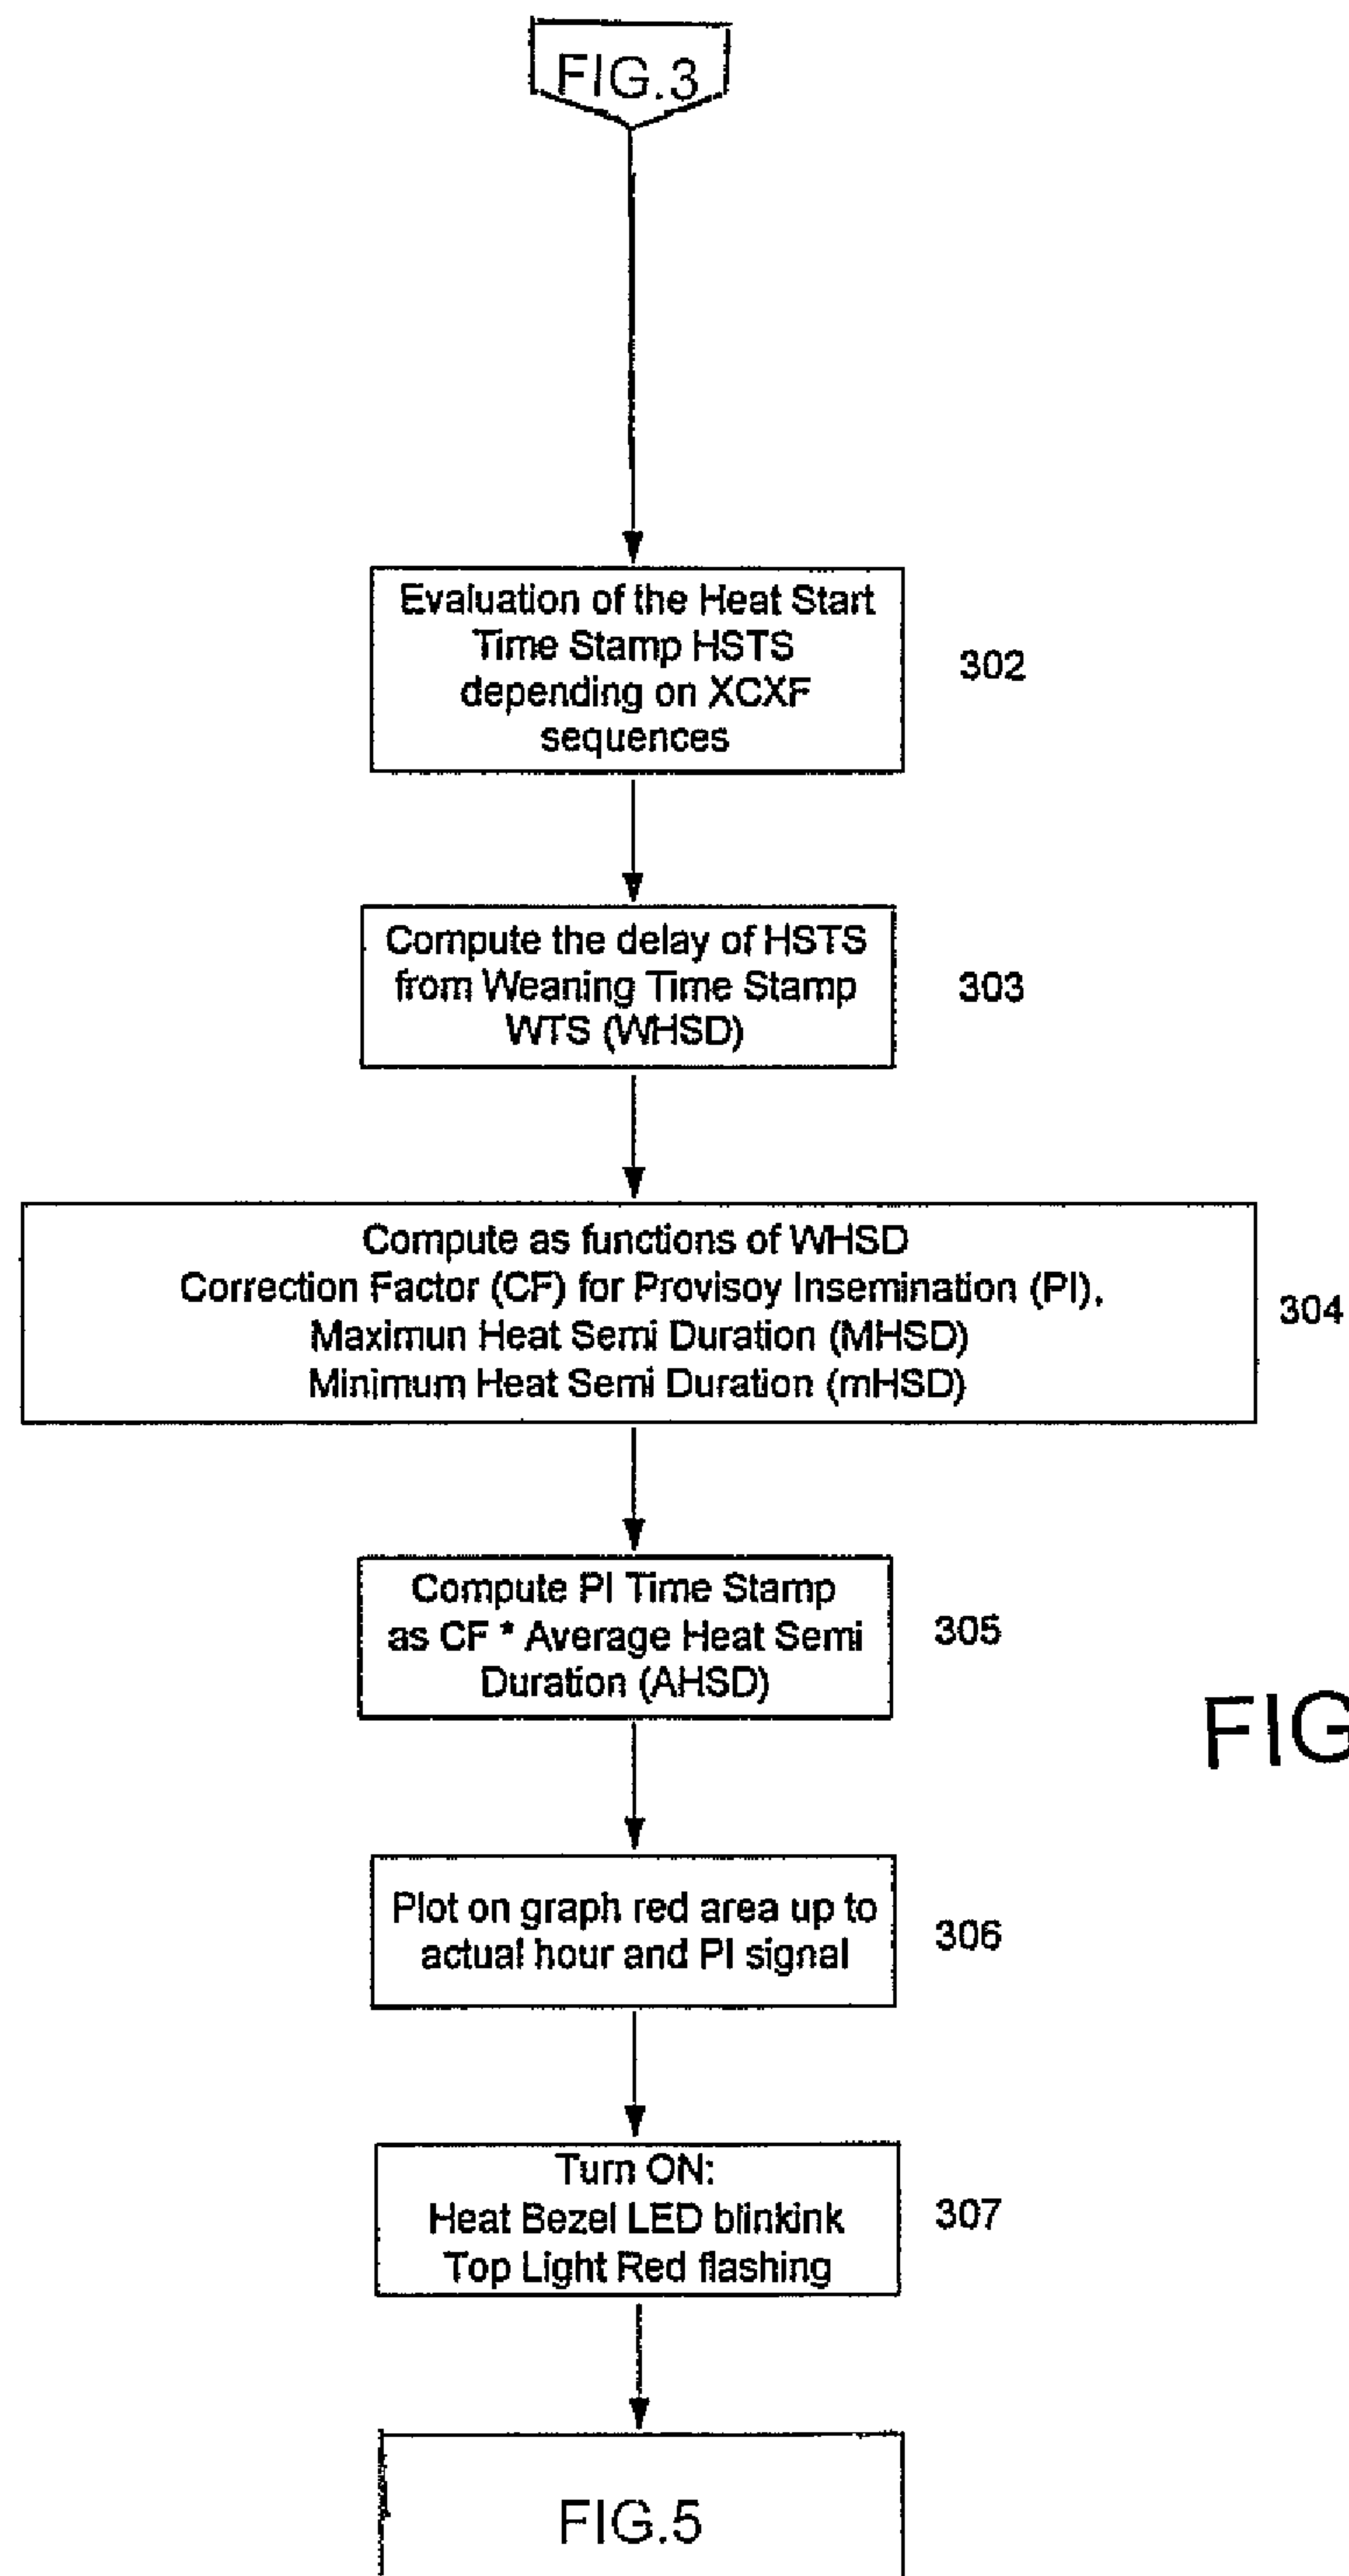 FIG.3
Evaluation of the Heat Start
Time Stamp HSTS
depending on XCXF
sequences
302
Compute the delay of HSTS
from Weaning Time Stamp
WTS (WHSD)
303
Compute as functions of WHSD
Correction Factor (CF) for Provisoy Insemination (PI),
Maximun Heat Semi Duration (MHSD)
Minimum Heat Semi Duration (mHSD)
304
Compute PI Time Stamp
as CF * Average Heat Semi
Duration (AHSD)
305
FIG
Plot on graph red area up to
actual hour and PI signal
306
Turn ON:
Heat Bezel LED blinkink
Top Light Red flashing
307
FIG.5